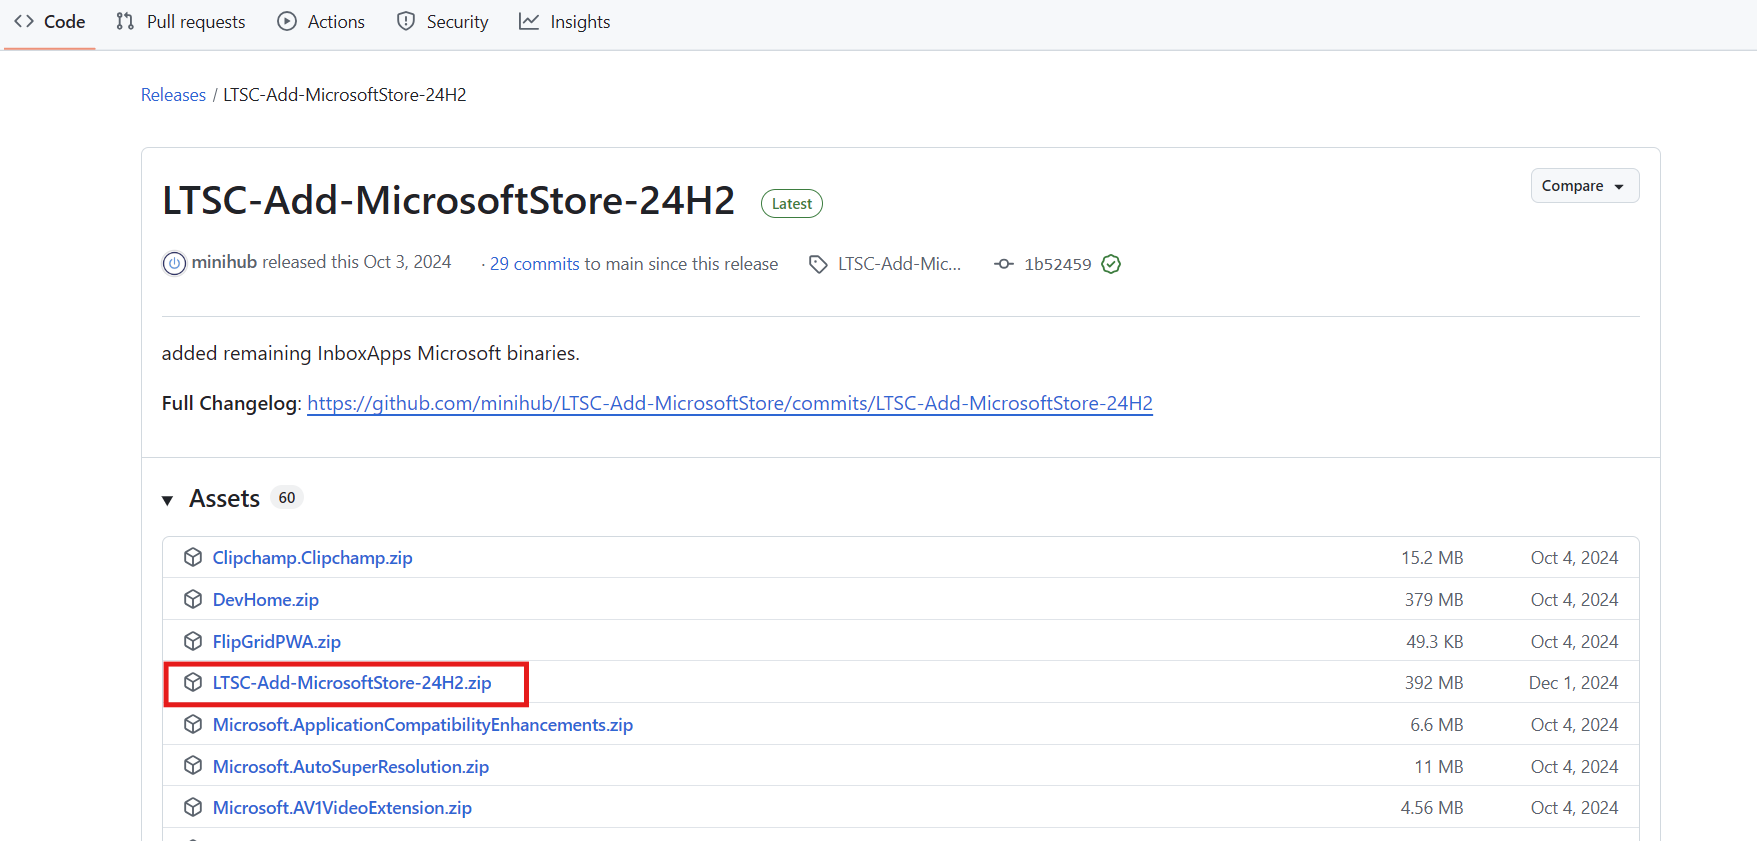 Code Pull requests Actions Security Insights
Releases / LTSC-Add-MicrosoftStore-24H2
LTSC-Add-MicrosoftStore-24H2 Latest Compare
minihub released this Oct 3, 2024 · 29 commits to main since this release LTSC-Add-Mic... 1b52459
added remaining InboxApps Microsoft binaries.
Full Changelog: https://github.com/minihub/LTSC-Add-MicrosoftStore/commits/LTSC-Add-MicrosoftStore-24H2
Assets 60
Clipchamp.Clipchamp.zip 15.2 MB Oct 4, 2024
DevHome.zip 379 MB Oct 4, 2024
FlipGridPWA.zip 49.3 KB Oct 4, 2024
LTSC-Add-MicrosoftStore-24H2.zip 392 MB Dec 1, 2024
Microsoft.ApplicationCompatibilityEnhancements.zip 6.6 MB Oct 4, 2024
Microsoft.AutoSuperResolution.zip 11 MB Oct 4, 2024
Microsoft.AV1VideoExtension.zip 4.56 MB Oct 4, 2024